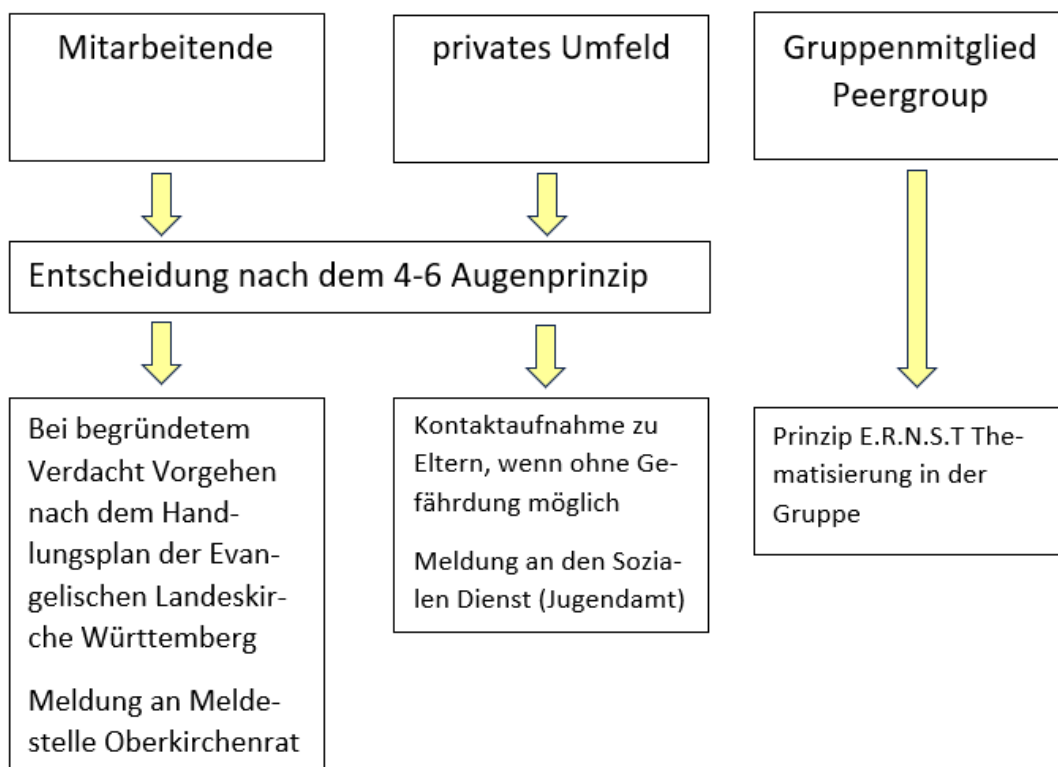 Mitarbeitende
privates Umfeld
Gruppenmitglied
Peergroup
Entscheidung nach dem 4-6 Augenprinzip
Bei begründetem
Verdacht Vorgehen
nach dem Hand-
lungsplan der Evan-
gelischen Landeskir-
che Württemberg
Meldung an Melde-
stelle Oberkirchenrat
Kontaktaufnahme zu
Eltern, wenn ohne Ge-
fährdung möglich
Meldung an den Sozia-
len Dienst (Jugendamt)
Prinzip E.R.N.S.T The-
matisierung in der
Gruppe